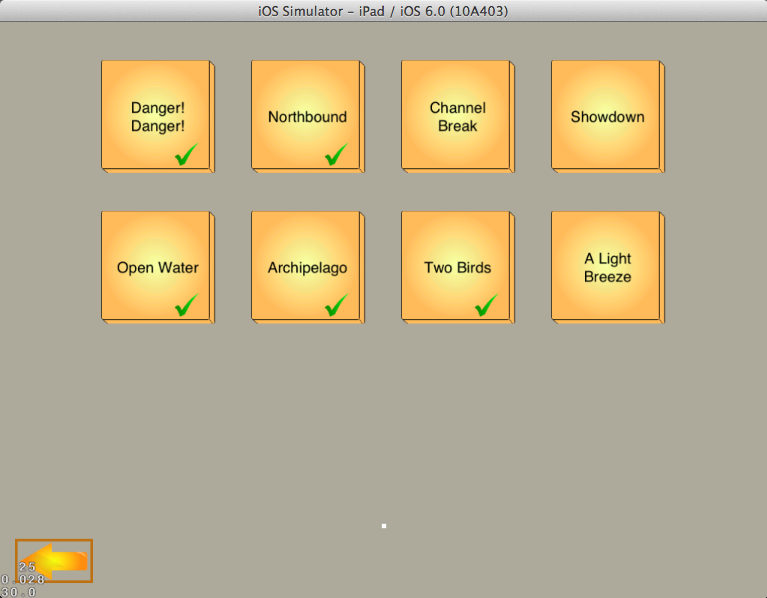 iOS Simulator – iPad / iOS 6.0 (10A403)
Danger!
Danger!
Northbound
Channel
Break
Showdown
Open Water
Archipelago
Two Birds
A Light
Breeze
25
0.028
30.0